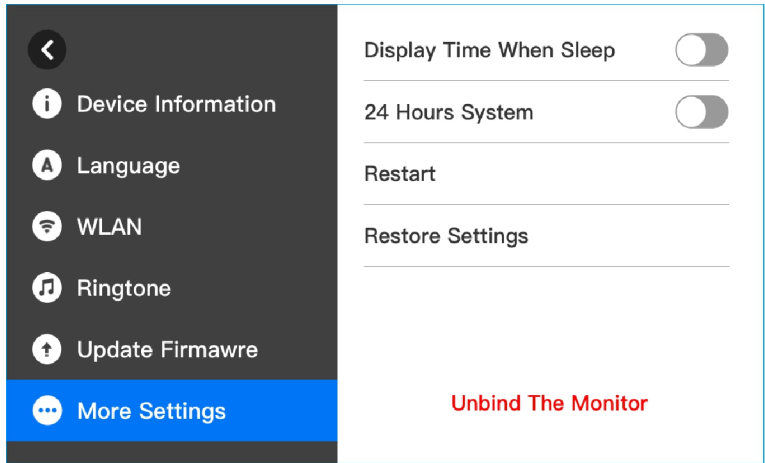 Device Information
A Language
WLAN
Ringtone
Update Firmawre
More Settings
Display Time When Sleep
24 Hours System
Restart
Restore Settings
Unbind The Monitor